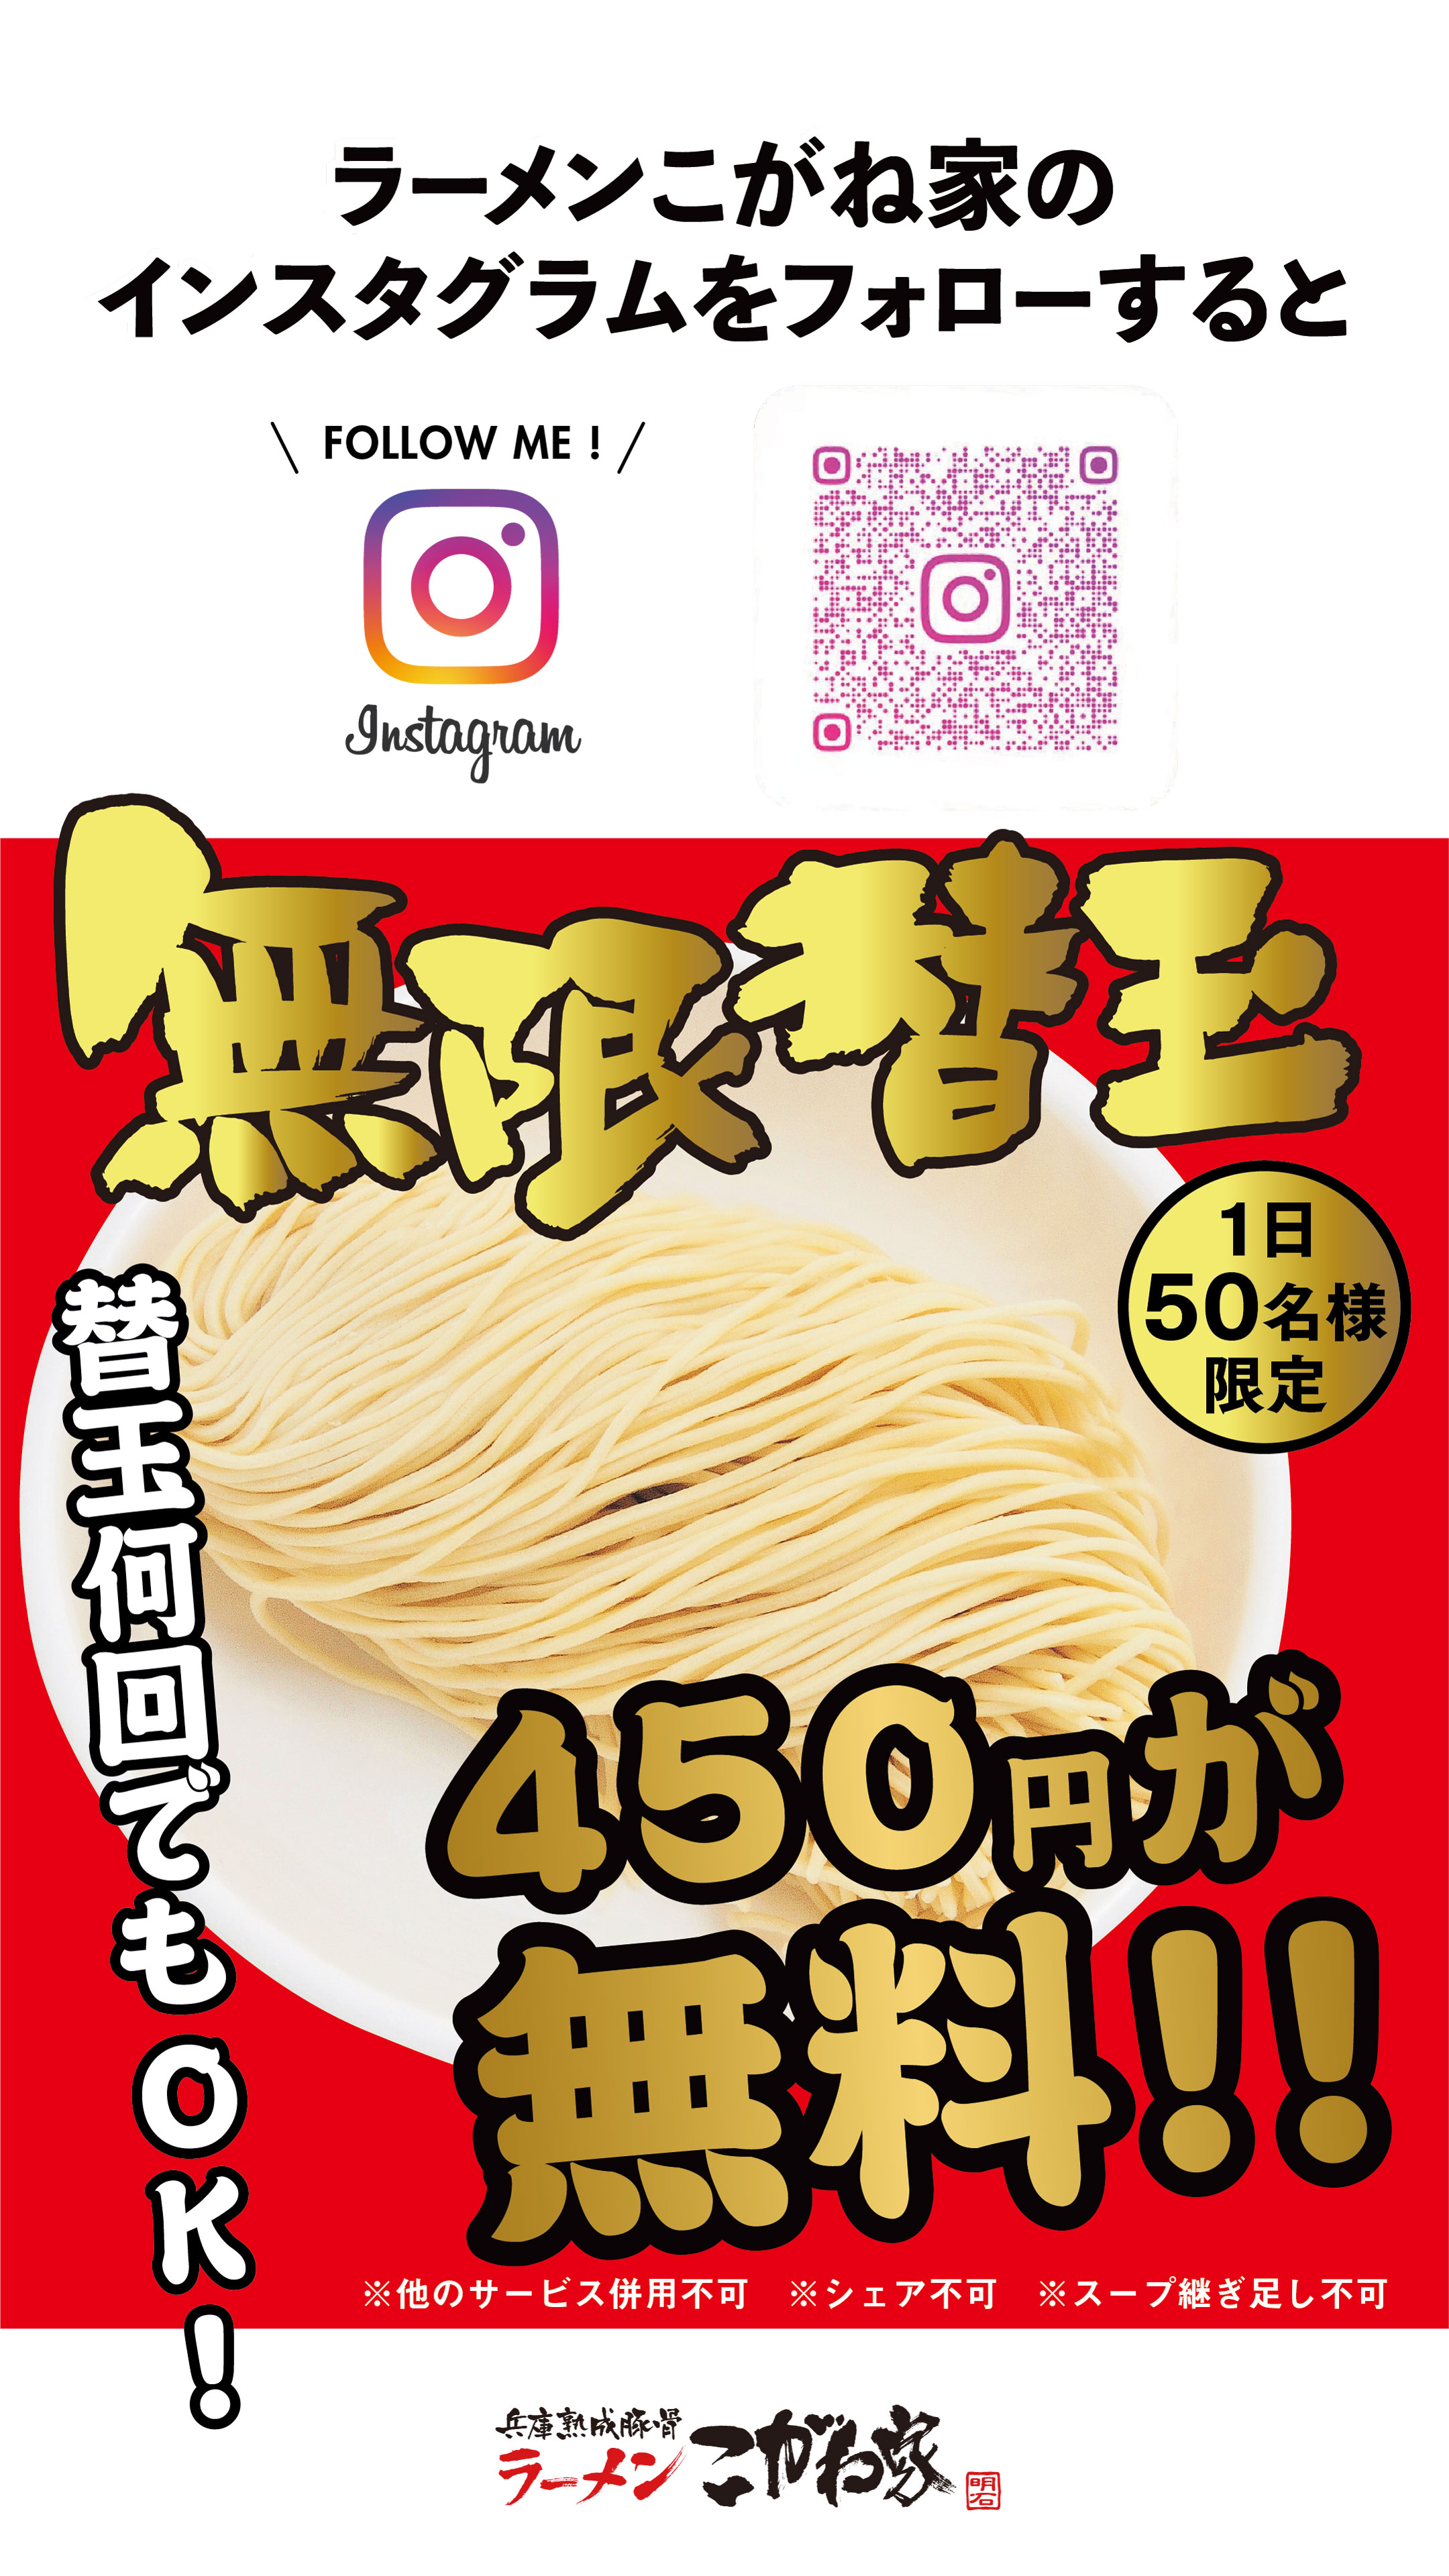 ラーメンこがね家の
インスタグラムをフォローすると
\ FOLLOW ME ! /
Instagram
無限替玉
1日
50名様
限定
替玉何回でもOK!
450円が
無料!!
※他のサービス併用不可 ※シェア不可 ※スープ継ぎ足し不可
兵庫熟成豚骨
ラーメンこがね家
明石